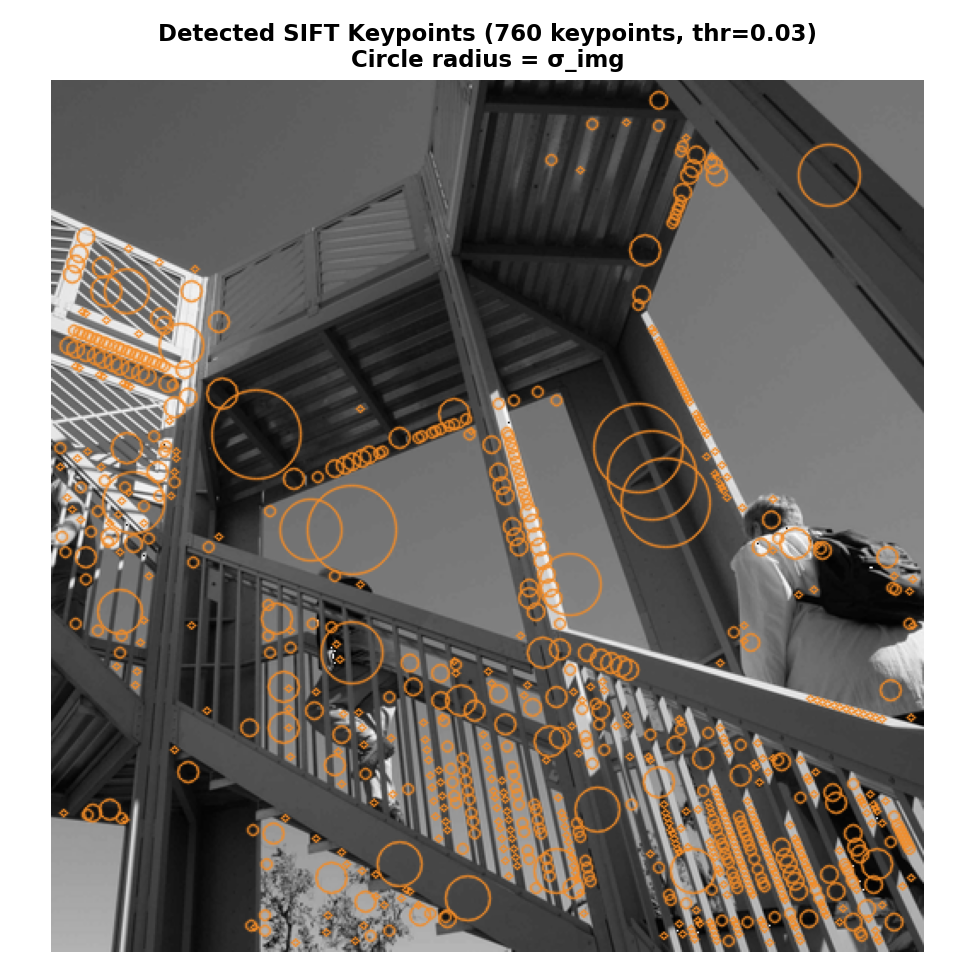 Detected SIFT Keypoints (760 keypoints, thr=0.03)
Circle radius = σ_img